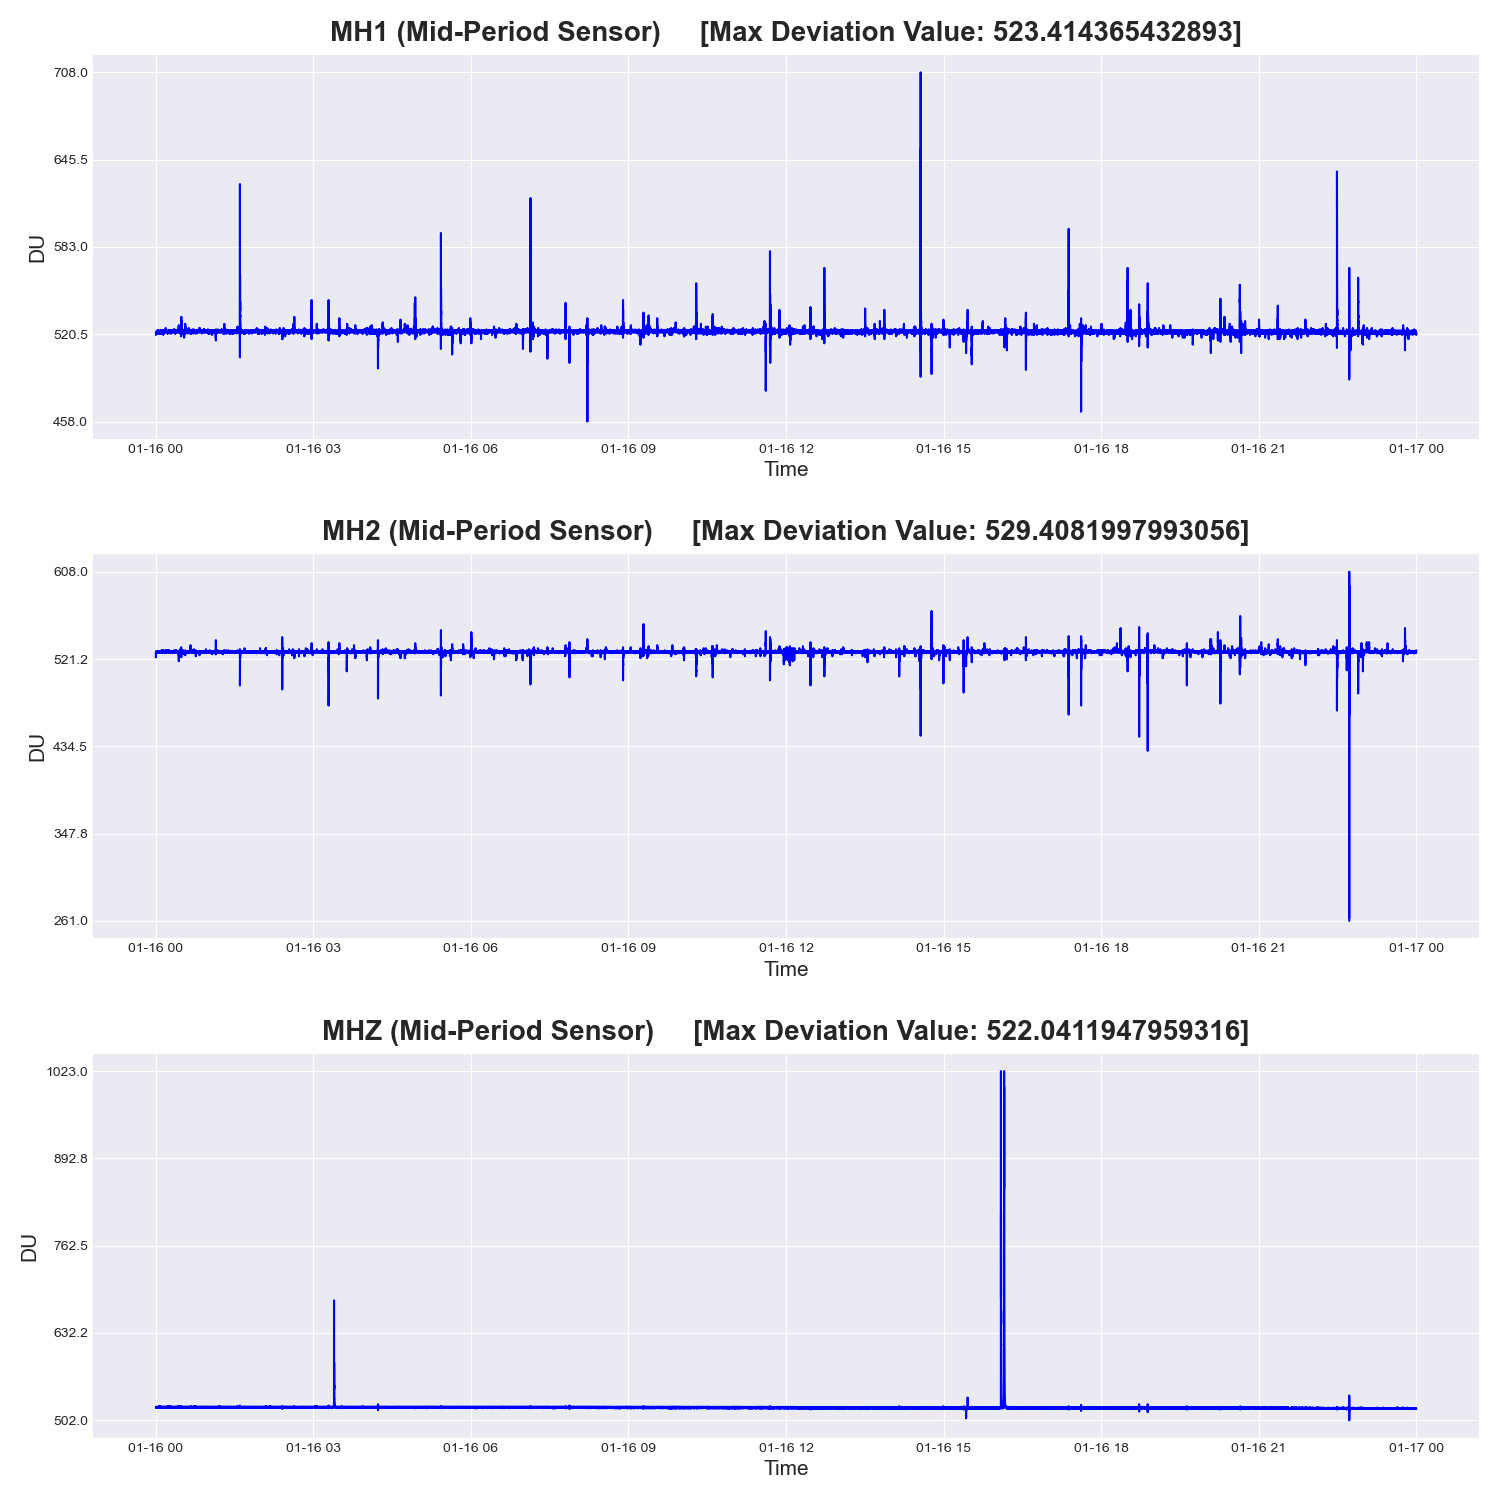 MH1 (Mid-Period Sensor) [Max Deviation Value: 523.414365432893]
708.0
645.5
583.0
520.5
458.0
DU
01-16 00 01-16 03 01-16 06 01-16 09 01-16 12 01-16 15 01-16 18 01-16 21 01-17 00
Time
MH2 (Mid-Period Sensor) [Max Deviation Value: 529.4081997993056]
608.0
521.2
434.5
347.8
261.0
DU
01-16 00 01-16 03 01-16 06 01-16 09 01-16 12 01-16 15 01-16 18 01-16 21 01-17 00
Time
MHZ (Mid-Period Sensor) [Max Deviation Value: 522.0411947959316]
1023.0
892.8
762.5
632.2
502.0
DU
01-16 00 01-16 03 01-16 06 01-16 09 01-16 12 01-16 15 01-16 18 01-16 21 01-17 00
Time